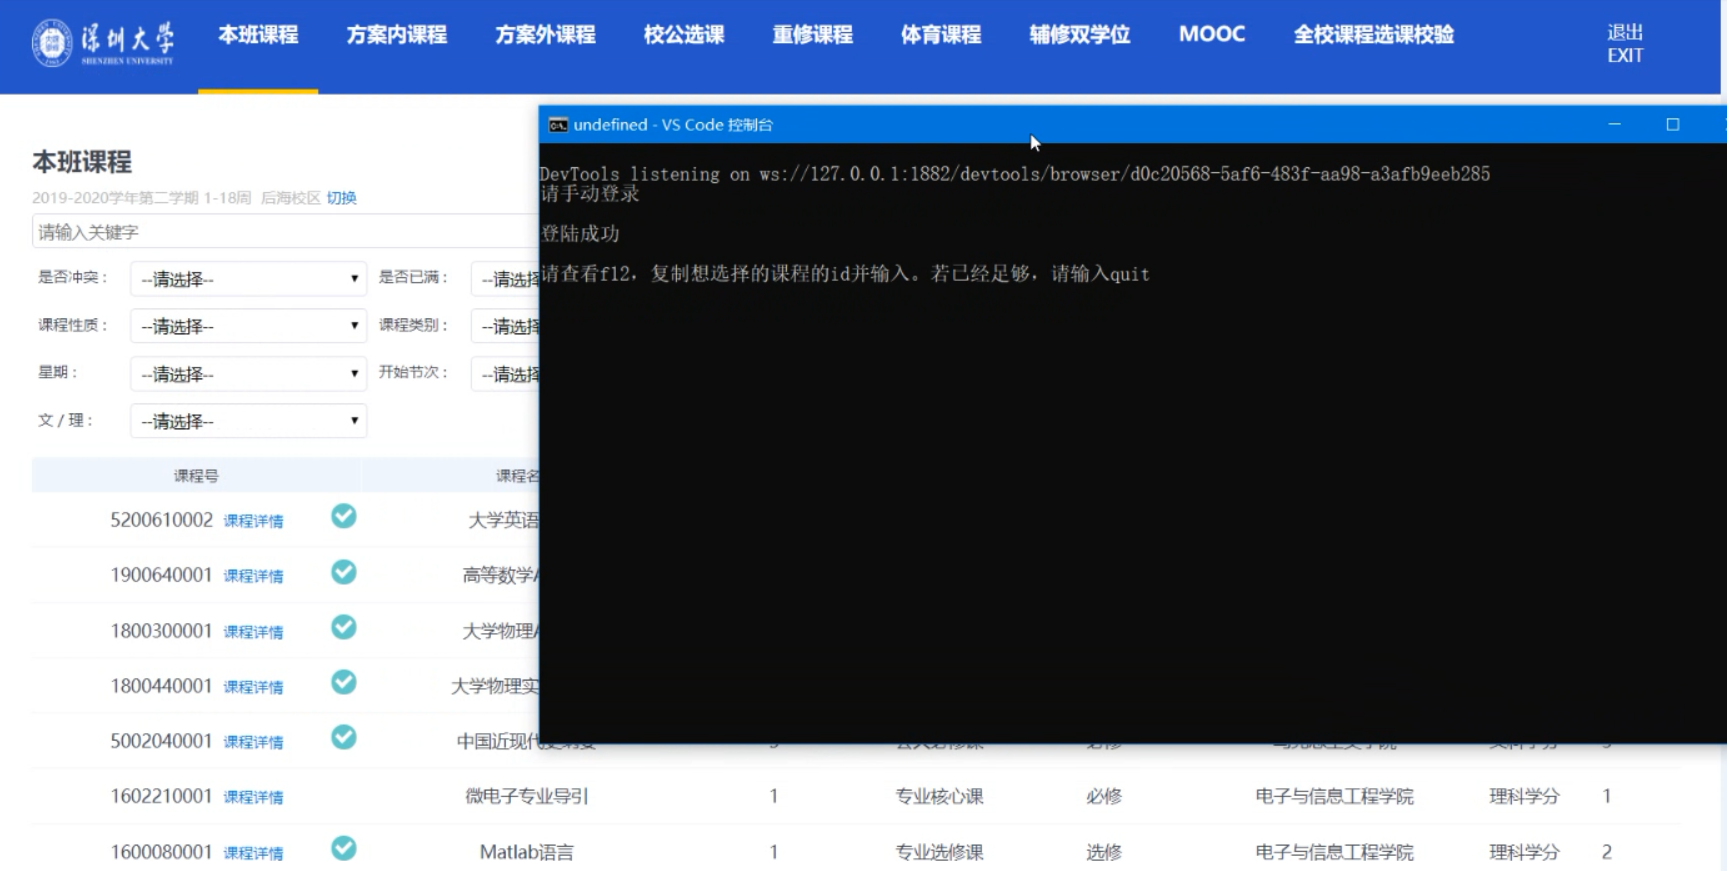 深圳大学
SHENZHEN UNIVERSITY
本班课程 方案内课程 方案外课程 校公选课 重修课程 体育课程 辅修双学位 MOOC 全校课程选课校验
退出
EXIT
undefined - VS Code 控制台
本班课程
2019-2020学年第二学期 1-18周 后海校区 切换
请输入关键字
DevTools listening on ws://127.0.0.1:1882/devtools/browser/d0c20568-5af6-483f-aa98-a3afb9eeb285
请手动登录
登陆成功
请查看f12，复制想选择的课程的id并输入。若已经足够，请输入quit
是否冲突： --请选择-- 是否已满： --请选择
课程性质： --请选择-- 课程类别： --请选择
星期： --请选择-- 开始节次： --请选择
文 / 理： --请选择--
课程号 课程名
5200610002 课程详情 大学英语
1900640001 课程详情 高等数学A
1800300001 课程详情 大学物理A
1800440001 课程详情 大学物理实
5002040001 课程详情 中国近现代
1602210001 课程详情 微电子专业导引 1 专业核心课 必修 电子与信息工程学院 理科学分 1
1600080001 课程详情 Matlab语言 1 专业选修课 选修 电子与信息工程学院 理科学分 2